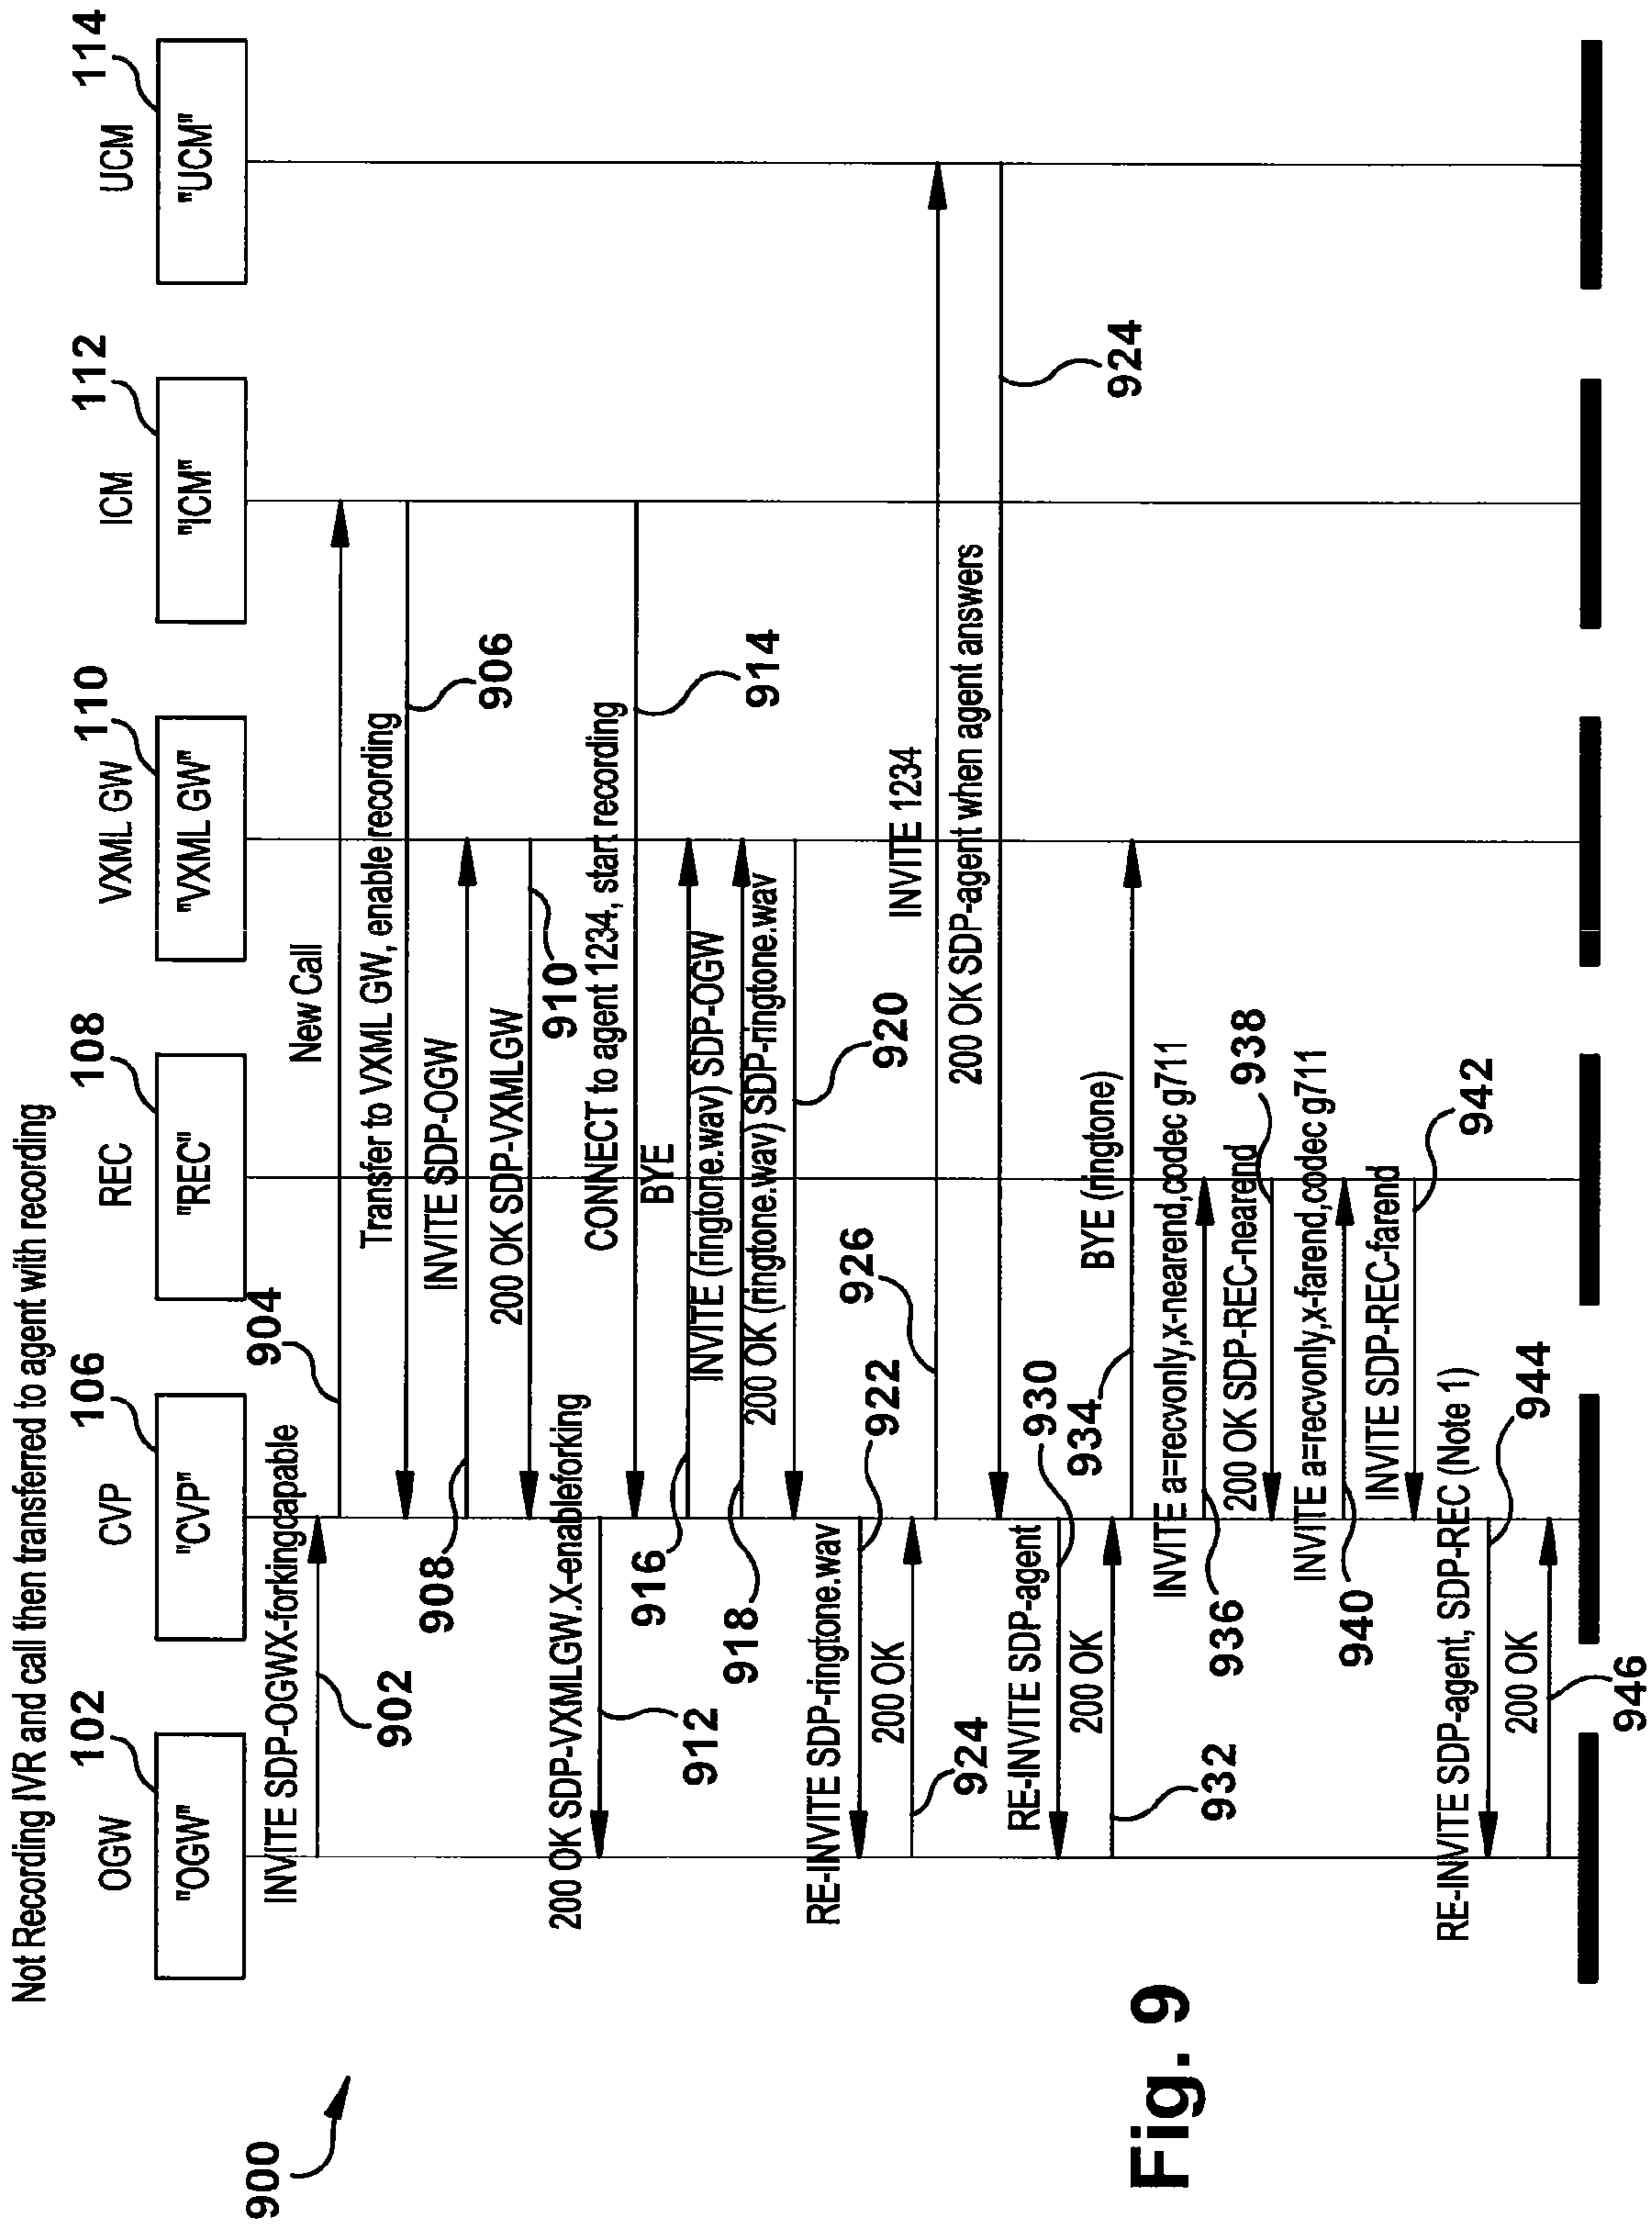 Not Recording IVR and call then transferred to agent with recording
900
102
106
108
110
112
114
OGW
CVP
REC
VXML GW
ICM
UCM
"OGW"
"CVP"
"REC"
"VXML GW"
"ICM"
"UCM"
INVITE SDP-OGWX-forkingcapable
902
New Call
904
Transfer to VXML GW, enable recording
906
INVITE SDP-OGW
908
200 OK SDP-VXMLGW
910
200 OK SDP-VXMLGW.X-enableforking
912
CONNECT to agent 1234, start recording
914
BYE
916
INVITE (ringtone.wav) SDP-OGW
918
200 OK (ringtone.wav) SDP-ringtone.wav
920
RE-INVITE SDP-ringtone.wav
922
200 OK
924
INVITE 1234
926
200 OK SDP-agent when agent answers
924
RE-INVITE SDP-agent
930
200 OK
932
BYE (ringtone)
934
INVITE a=recvonly,x-nearend,codec g711
936
200 OK SDP-REC-nearend
938
INVITE a=recvonly,x-farend,codec g711
940
INVITE SDP-REC-farend
942
RE-INVITE SDP-agent, SDP-REC (Note 1)
944
200 OK
946
Fig. 9